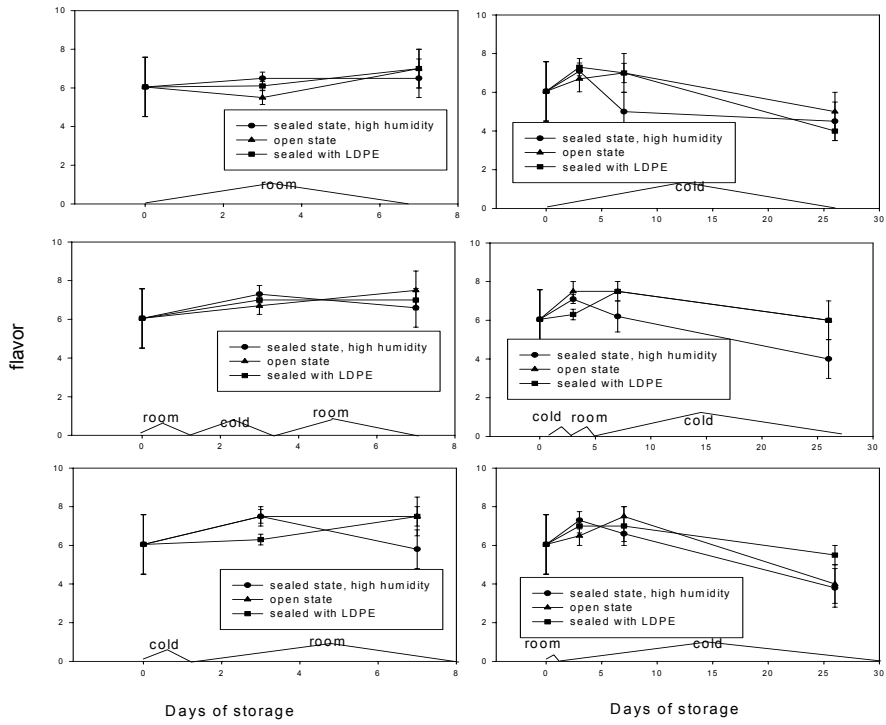 flavor
10
8
6
4
2
0
sealed state, high humidity
open state
sealed with LDPE
room
0 2 4 6 8
10
8
6
4
2
0
sealed state, high humidity
open state
sealed with LDPE
cold
0 5 10 15 20 25 30
10
8
6
4
2
0
sealed state, high humidity
open state
sealed with LDPE
room cold room
0 2 4 6 8
10
8
6
4
2
0
sealed state, high humidity
open state
sealed with LDPE
cold room cold
0 5 10 15 20 25 30
10
8
6
4
2
0
sealed state, high humidity
open state
sealed with LDPE
cold room
0 2 4 6 8
Days of storage
10
8
6
4
2
0
sealed state, high humidity
open state
sealed with LDPE
room cold
0 5 10 15 20 25 30
Days of storage